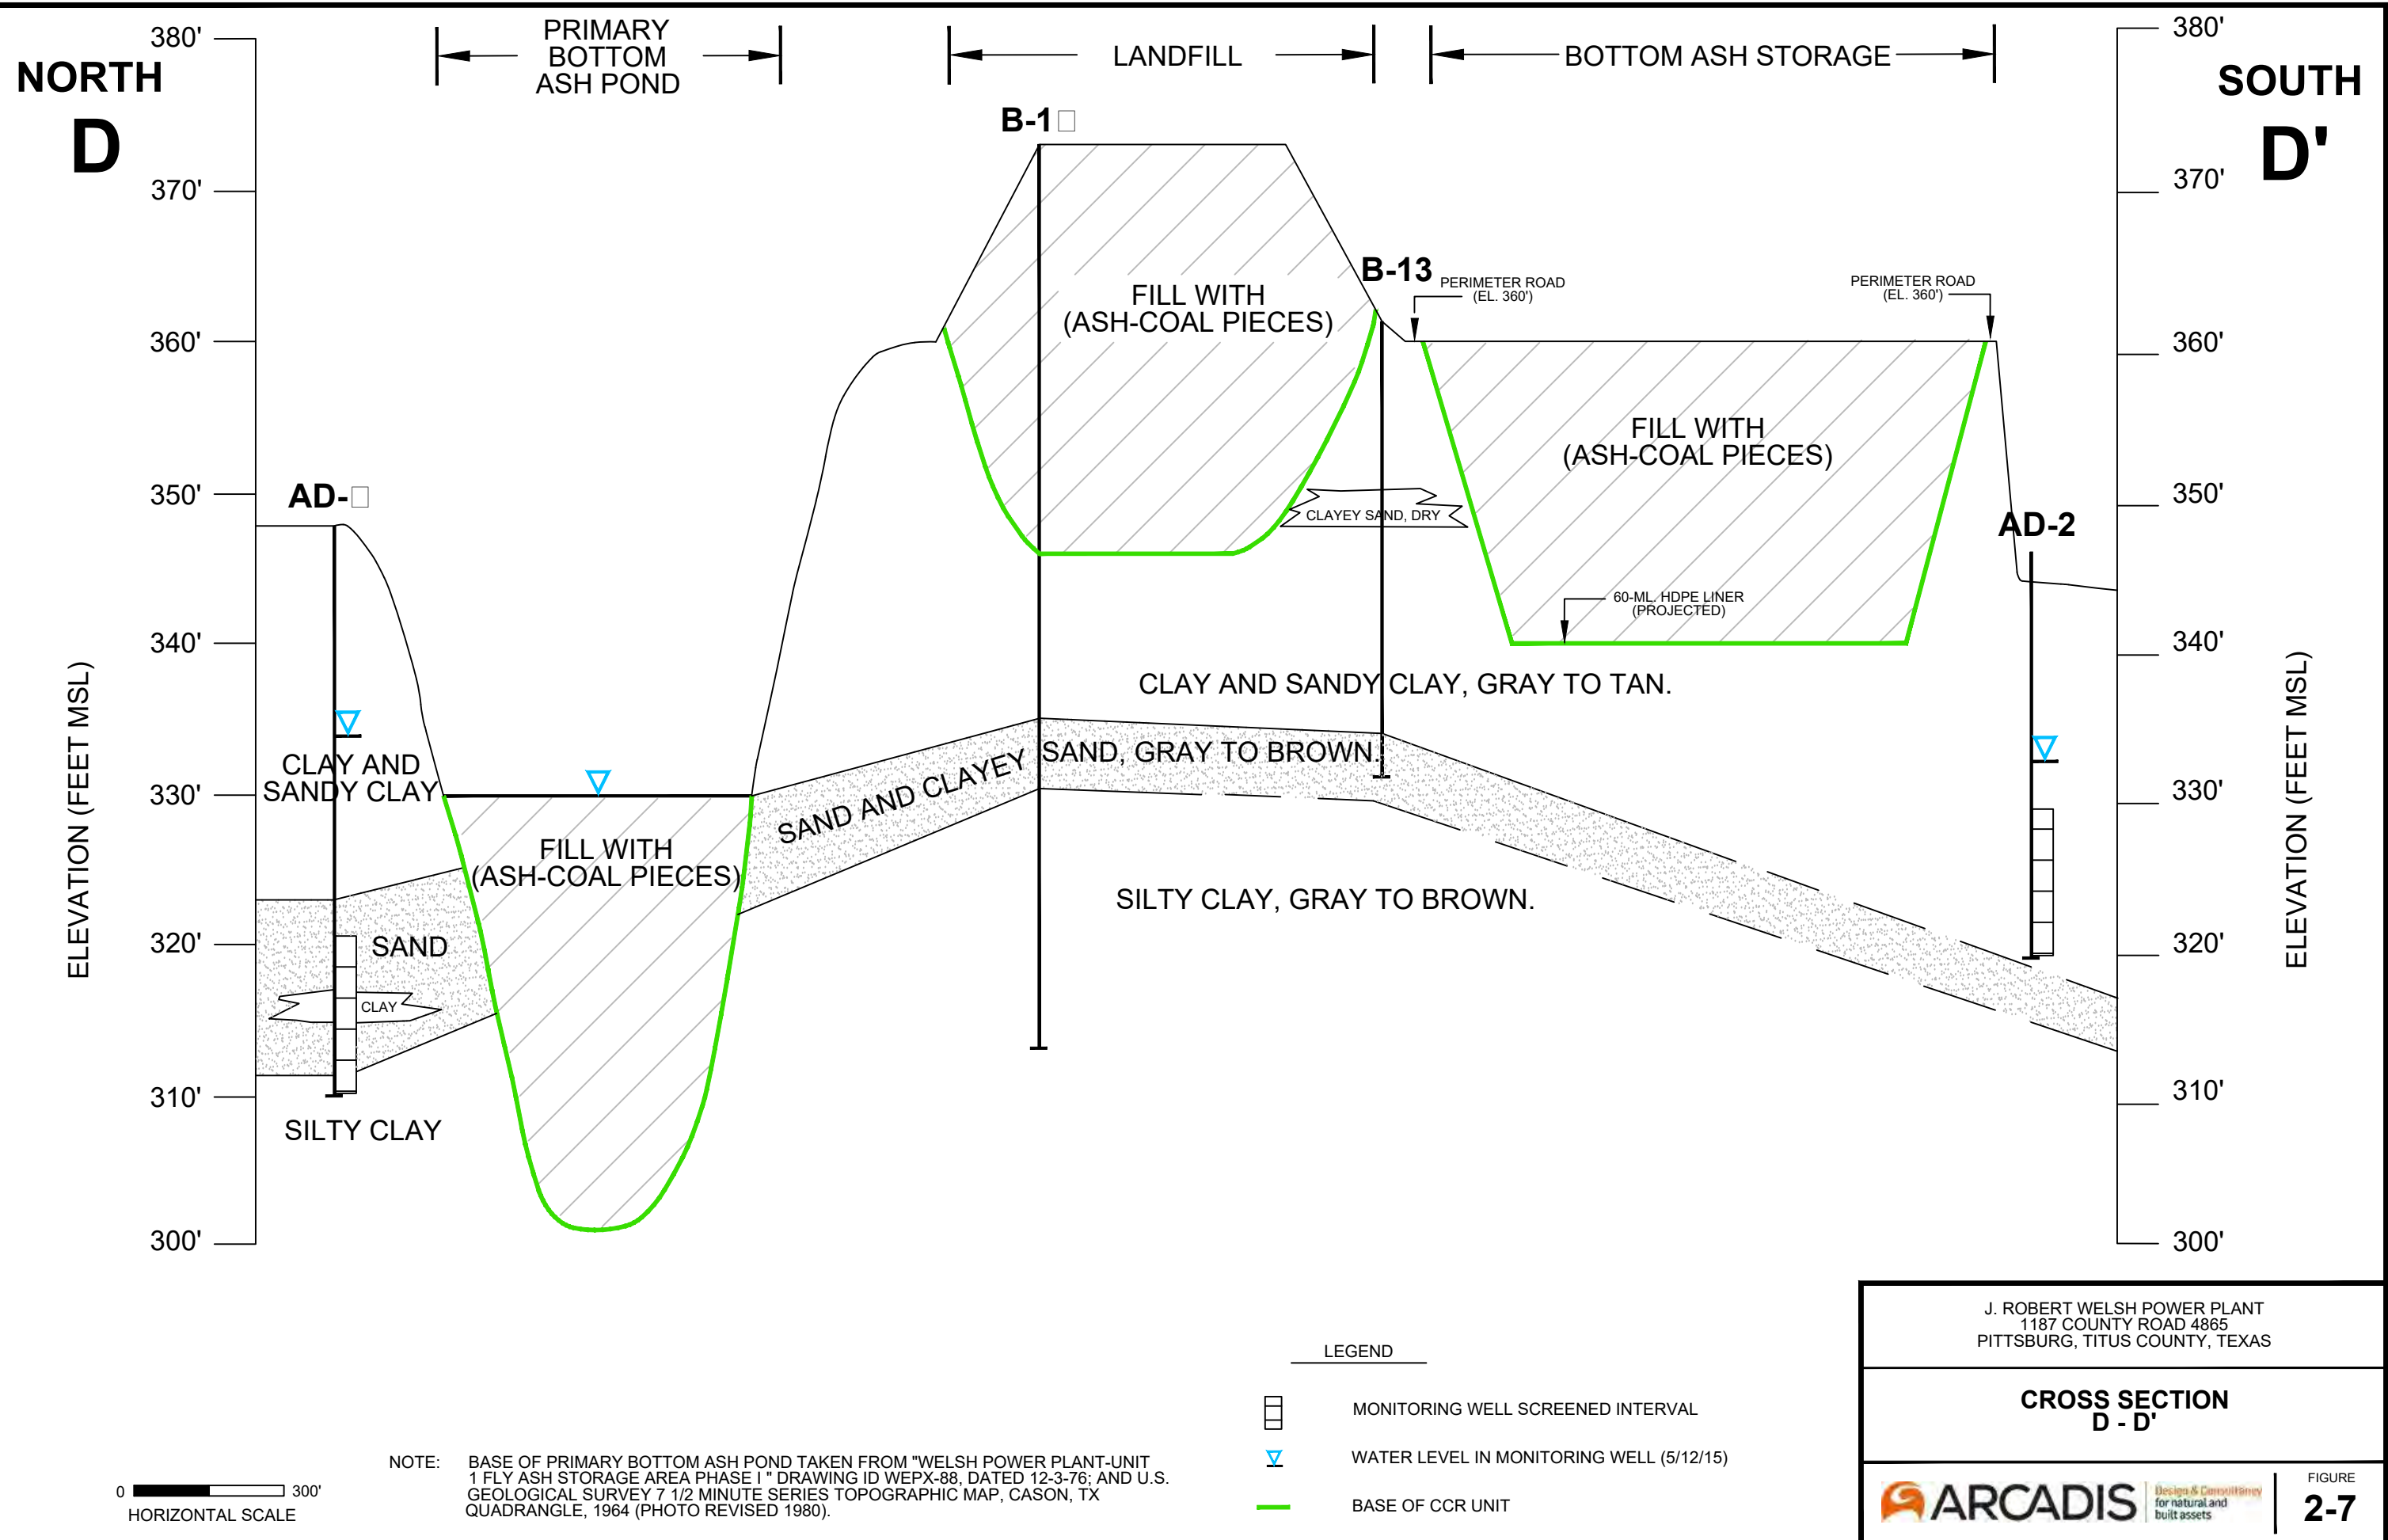 NORTH
D
SOUTH
D'
PRIMARY
BOTTOM
ASH POND
LANDFILL
BOTTOM ASH STORAGE
380'
370'
360'
350'
340'
330'
320'
310'
300'
ELEVATION (FEET MSL)
380'
370'
360'
350'
340'
330'
320'
310'
300'
ELEVATION (FEET MSL)
B-1□
B-13
AD-□
AD-2
PERIMETER ROAD
(EL. 360')
PERIMETER ROAD
(EL. 360')
FILL WITH
(ASH-COAL PIECES)
FILL WITH
(ASH-COAL PIECES)
CLAYEY SAND, DRY
60-ML. HDPE LINER
(PROJECTED)
CLAY AND SANDY CLAY, GRAY TO TAN.
CLAY AND
SANDY CLAY
SAND AND CLAYEY SAND, GRAY TO BROWN.
FILL WITH
(ASH-COAL PIECES)
SILTY CLAY, GRAY TO BROWN.
SAND
CLAY
SILTY CLAY
LEGEND
MONITORING WELL SCREENED INTERVAL
WATER LEVEL IN MONITORING WELL (5/12/15)
BASE OF CCR UNIT
0 300'
HORIZONTAL SCALE
NOTE: BASE OF PRIMARY BOTTOM ASH POND TAKEN FROM "WELSH POWER PLANT-UNIT
1 FLY ASH STORAGE AREA PHASE I " DRAWING ID WEPX-88, DATED 12-3-76; AND U.S.
GEOLOGICAL SURVEY 7 1/2 MINUTE SERIES TOPOGRAPHIC MAP, CASON, TX
QUADRANGLE, 1964 (PHOTO REVISED 1980).
J. ROBERT WELSH POWER PLANT
1187 COUNTY ROAD 4865
PITTSBURG, TITUS COUNTY, TEXAS
CROSS SECTION
D - D'
ARCADIS
Design & Consultancy
for natural and
built assets
FIGURE
2-7